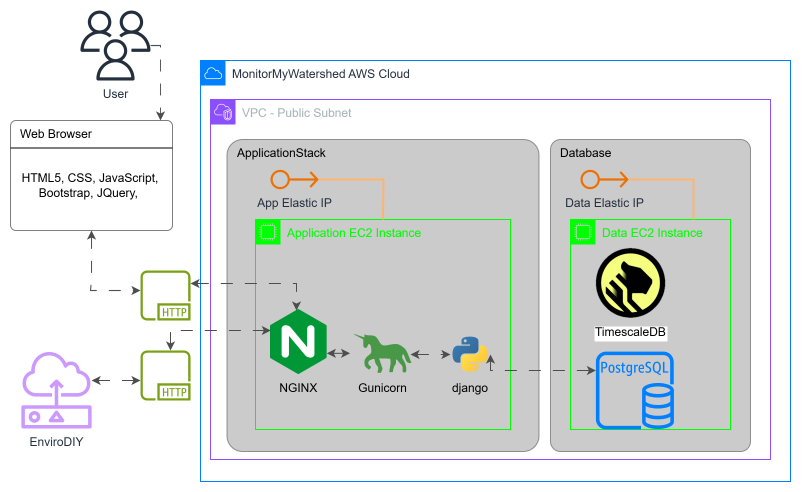 User
MonitorMyWatershed AWS Cloud
VPC - Public Subnet
Web Browser
HTML5, CSS, JavaScript,
Bootstrap, JQuery,
ApplicationStack
App Elastic IP
Application EC2 Instance
Database
Data Elastic IP
Data EC2 Instance
TimescaleDB
HTTP
N
NGINX
Gunicorn
django
PostgreSQL
HTTP
EnviroDIY